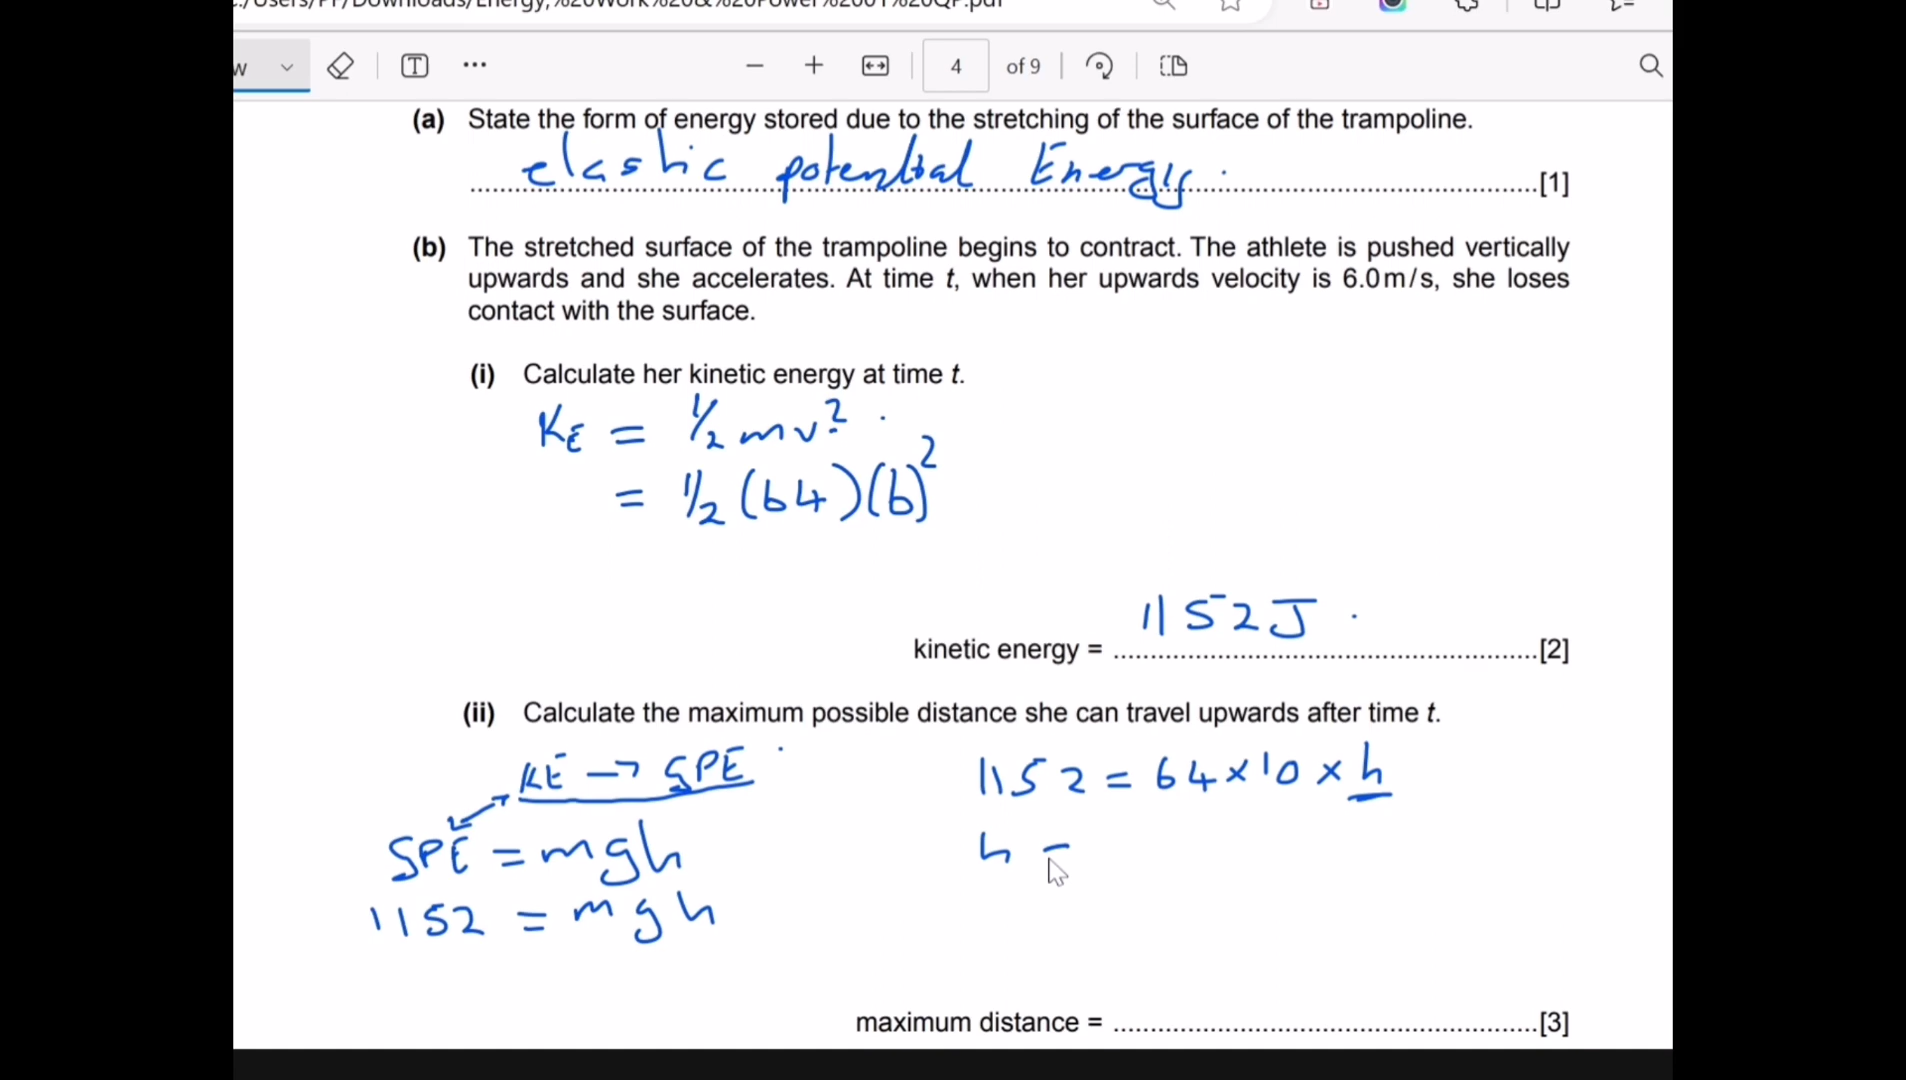 :/Users/PF/Downloads/Energy,%20Work%20&%20Power%2001%20QP.pdf
w
4 of 9
(a) State the form of energy stored due to the stretching of the surface of the trampoline.
elastic potential Energy.
[1]
(b) The stretched surface of the trampoline begins to contract. The athlete is pushed vertically
upwards and she accelerates. At time t, when her upwards velocity is 6.0 m/s, she loses
contact with the surface.
(i) Calculate her kinetic energy at time t.
KE = 1/2 mv².
= 1/2 (64)(6)²
1152J.
kinetic energy = ......................................................[2]
(ii) Calculate the maximum possible distance she can travel upwards after time t.
KE → GPE
GPE = mgh
1152 = mgh
1152 = 64 × 10 × h
h =
maximum distance = ......................................................[3]